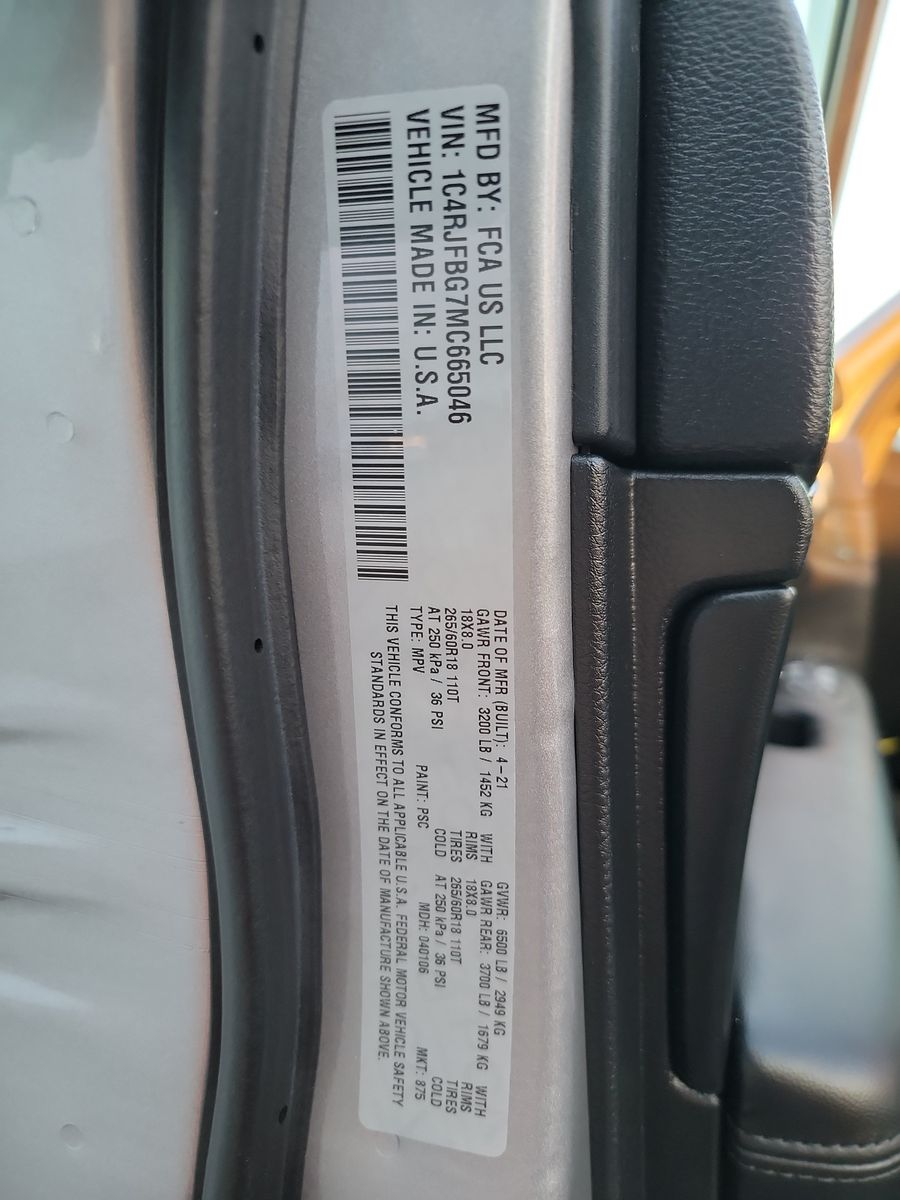 MFD BY: FCA US LLC
VIN: 1C4RJFBG7MC665046
VEHICLE MADE IN: U.S.A.
DATE OF MFR (BUILT): 4-21 GVWR: 6500 LB / 2949 KG
GAWR FRONT: 3200 LB / 1452 KG WITH GAWR REAR: 3700 LB / 1679 KG WITH
18X8.0 RIMS 18X8.0 RIMS
265/60R18 110T TIRES 265/60R18 110T TIRES
AT 250 kPa / 36 PSI COLD AT 250 kPa / 36 PSI COLD
TYPE: MPV PAINT: PSC MDH: 040106 MKT: 875
THIS VEHICLE CONFORMS TO ALL APPLICABLE U.S.A. FEDERAL MOTOR VEHICLE SAFETY
STANDARDS IN EFFECT ON THE DATE OF MANUFACTURE SHOWN ABOVE.